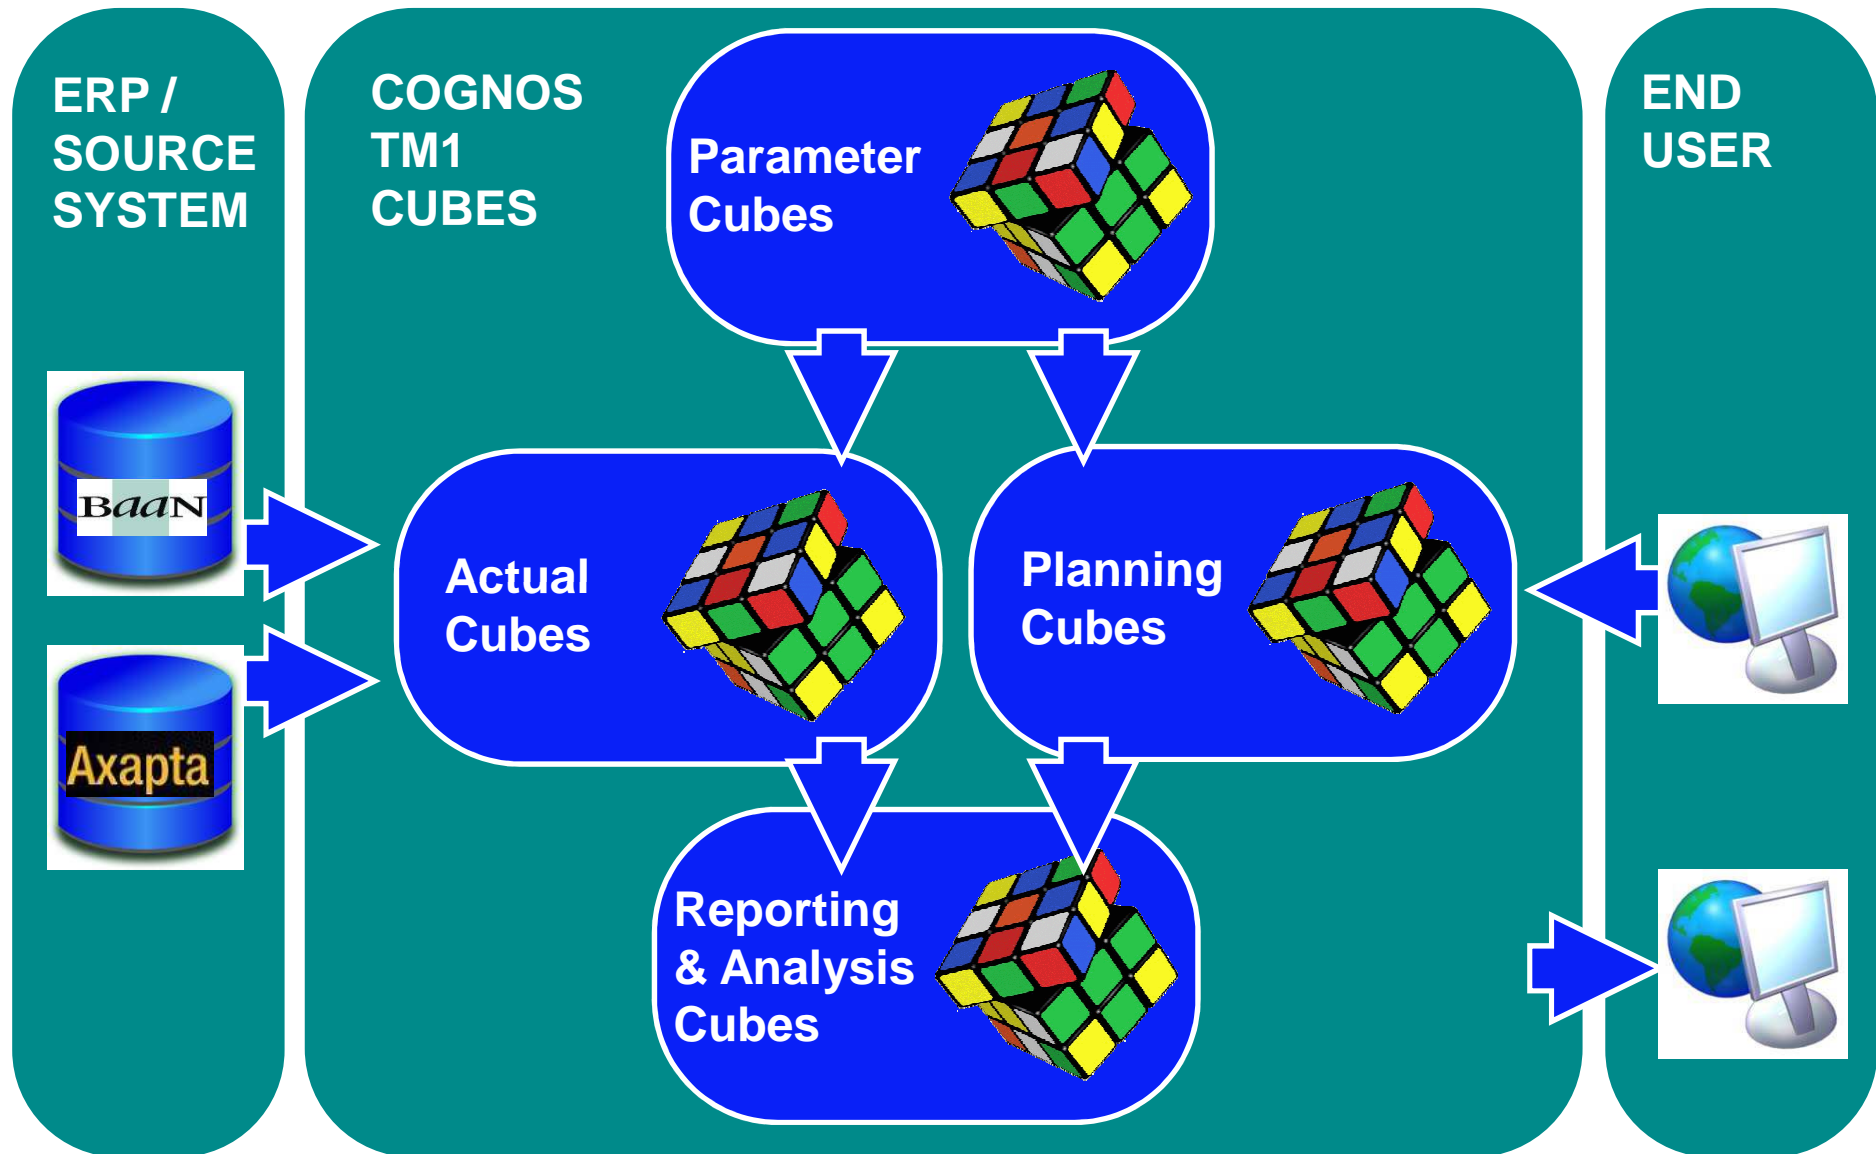 ERP /
SOURCE
SYSTEM
COGNOS
TM1
CUBES
Parameter
Cubes
END
USER
BaaN
Axapta
Actual
Cubes
Planning
Cubes
Reporting
& Analysis
Cubes